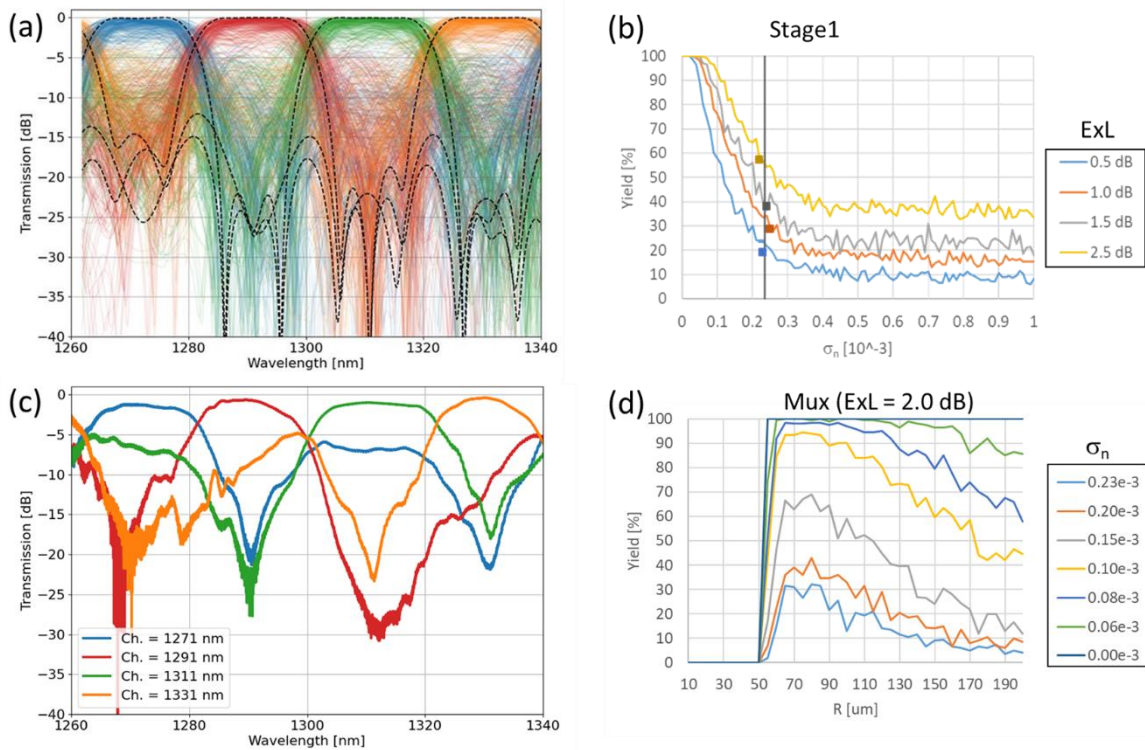 (a)
0
−5
−10
−15
−20
−25
−30
−35
−40
Transmission [dB]
1260 1280 1300 1320 1340
Wavelength [nm]
(b)
Stage1
100
90
80
70
60
50
40
30
20
10
0
Yield [%]
0 0.1 0.2 0.3 0.4 0.5 0.6 0.7 0.8 0.9 1
σn [10^-3]
ExL
0.5 dB
1.0 dB
1.5 dB
2.5 dB
(c)
0
−5
−10
−15
−20
−25
−30
−35
−40
Transmission [dB]
Ch. = 1271 nm
Ch. = 1291 nm
Ch. = 1311 nm
Ch. = 1331 nm
1260 1280 1300 1320 1340
Wavelength [nm]
(d)
Mux (ExL = 2.0 dB)
100
90
80
70
60
50
40
30
20
10
0
Yield [%]
10 30 50 70 90 110 130 150 170 190
R [um]
σn
0.23e-3
0.20e-3
0.15e-3
0.10e-3
0.08e-3
0.06e-3
0.00e-3